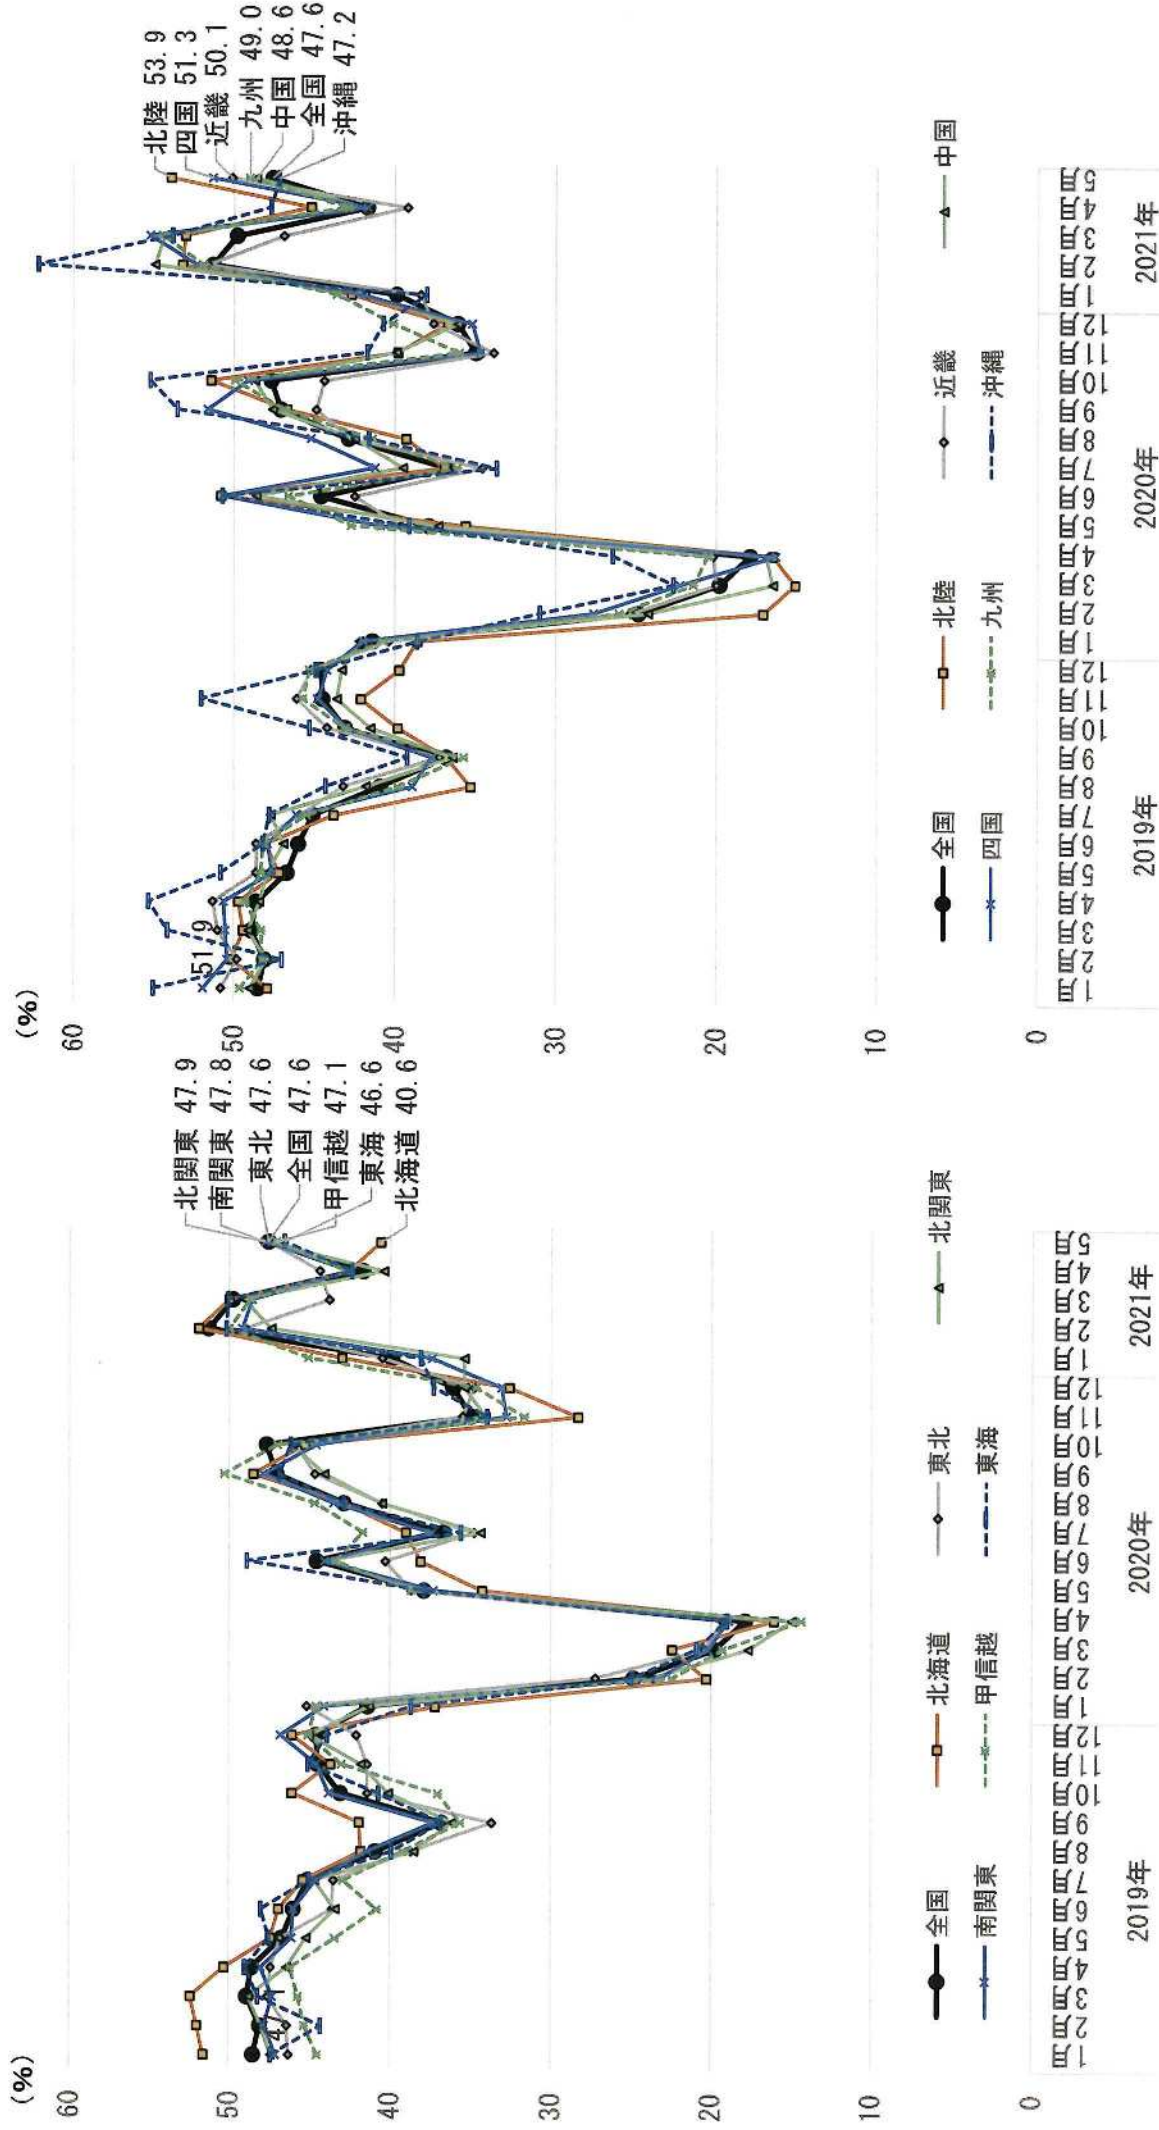 (%)
60
50
40
30
20
10
0
47
北関東 47.9
南関東 47.8
東北 47.6
全国 47.6
甲信越 47.1
東海 46.6
北海道 40.6
全国 北海道 東北 北関東
南関東 甲信越 東海
1月 2月 3月 4月 5月 6月 7月 8月 9月 10月 11月 12月 1月 2月 3月 4月 5月 6月 7月 8月 9月 10月 11月 12月 1月 2月 3月 4月 5月
2019年 2020年 2021年
(%)
60
50
40
30
20
10
0
51.9
北陸 53.9
四国 51.3
近畿 50.1
九州 49.0
中国 48.6
全国 47.6
沖縄 47.2
全国 北陸 近畿 中国
四国 九州 沖縄
1月 2月 3月 4月 5月 6月 7月 8月 9月 10月 11月 12月 1月 2月 3月 4月 5月 6月 7月 8月 9月 10月 11月 12月 1月 2月 3月 4月 5月
2019年 2020年 2021年